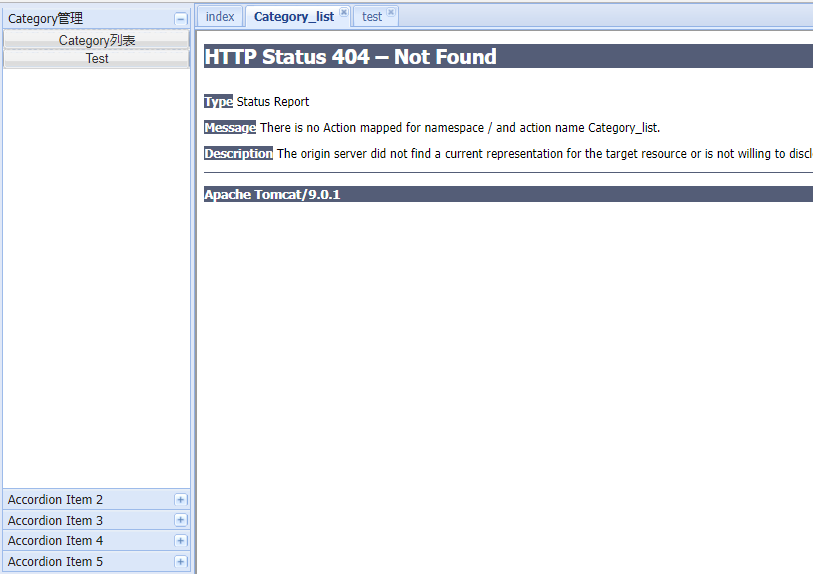 Category管理
Category列表
Test
Accordion Item 2
Accordion Item 3
Accordion Item 4
Accordion Item 5
index Category_list test
HTTP Status 404 – Not Found
Type Status Report
Message There is no Action mapped for namespace / and action name Category_list.
Description The origin server did not find a current representation for the target resource or is not willing to discl
Apache Tomcat/9.0.1